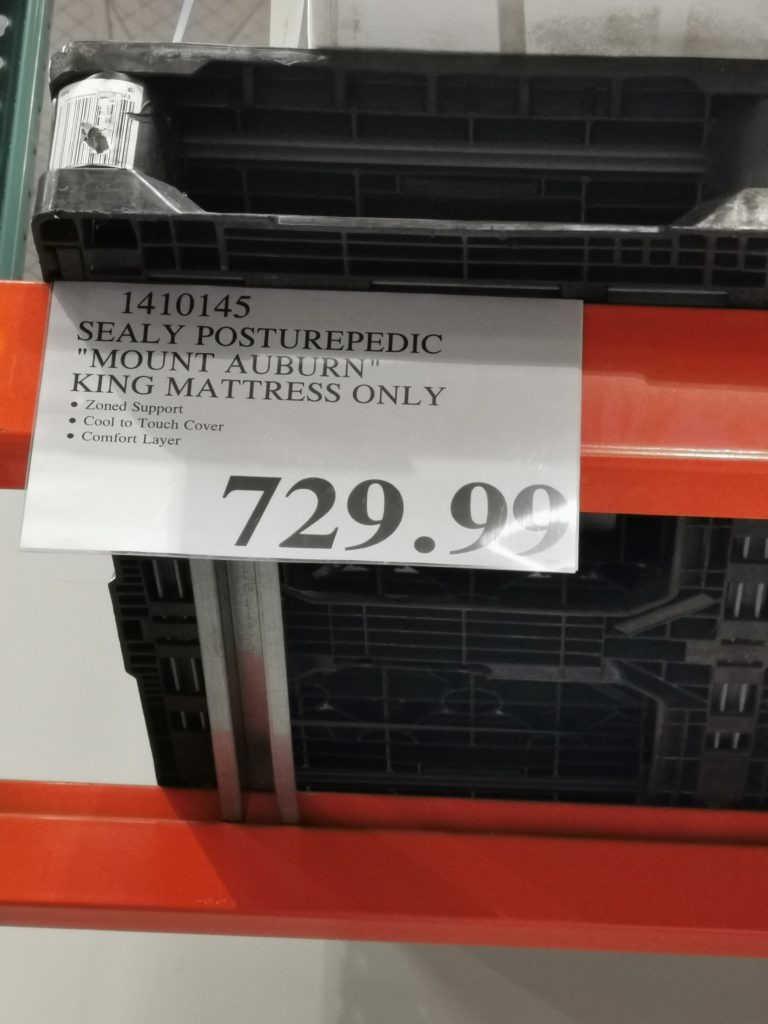 1410145
SEALY POSTUREPEDIC
"MOUNT AUBURN"
KING MATTRESS ONLY
• Zoned Support
• Cool to Touch Cover
• Comfort Layer
729.99